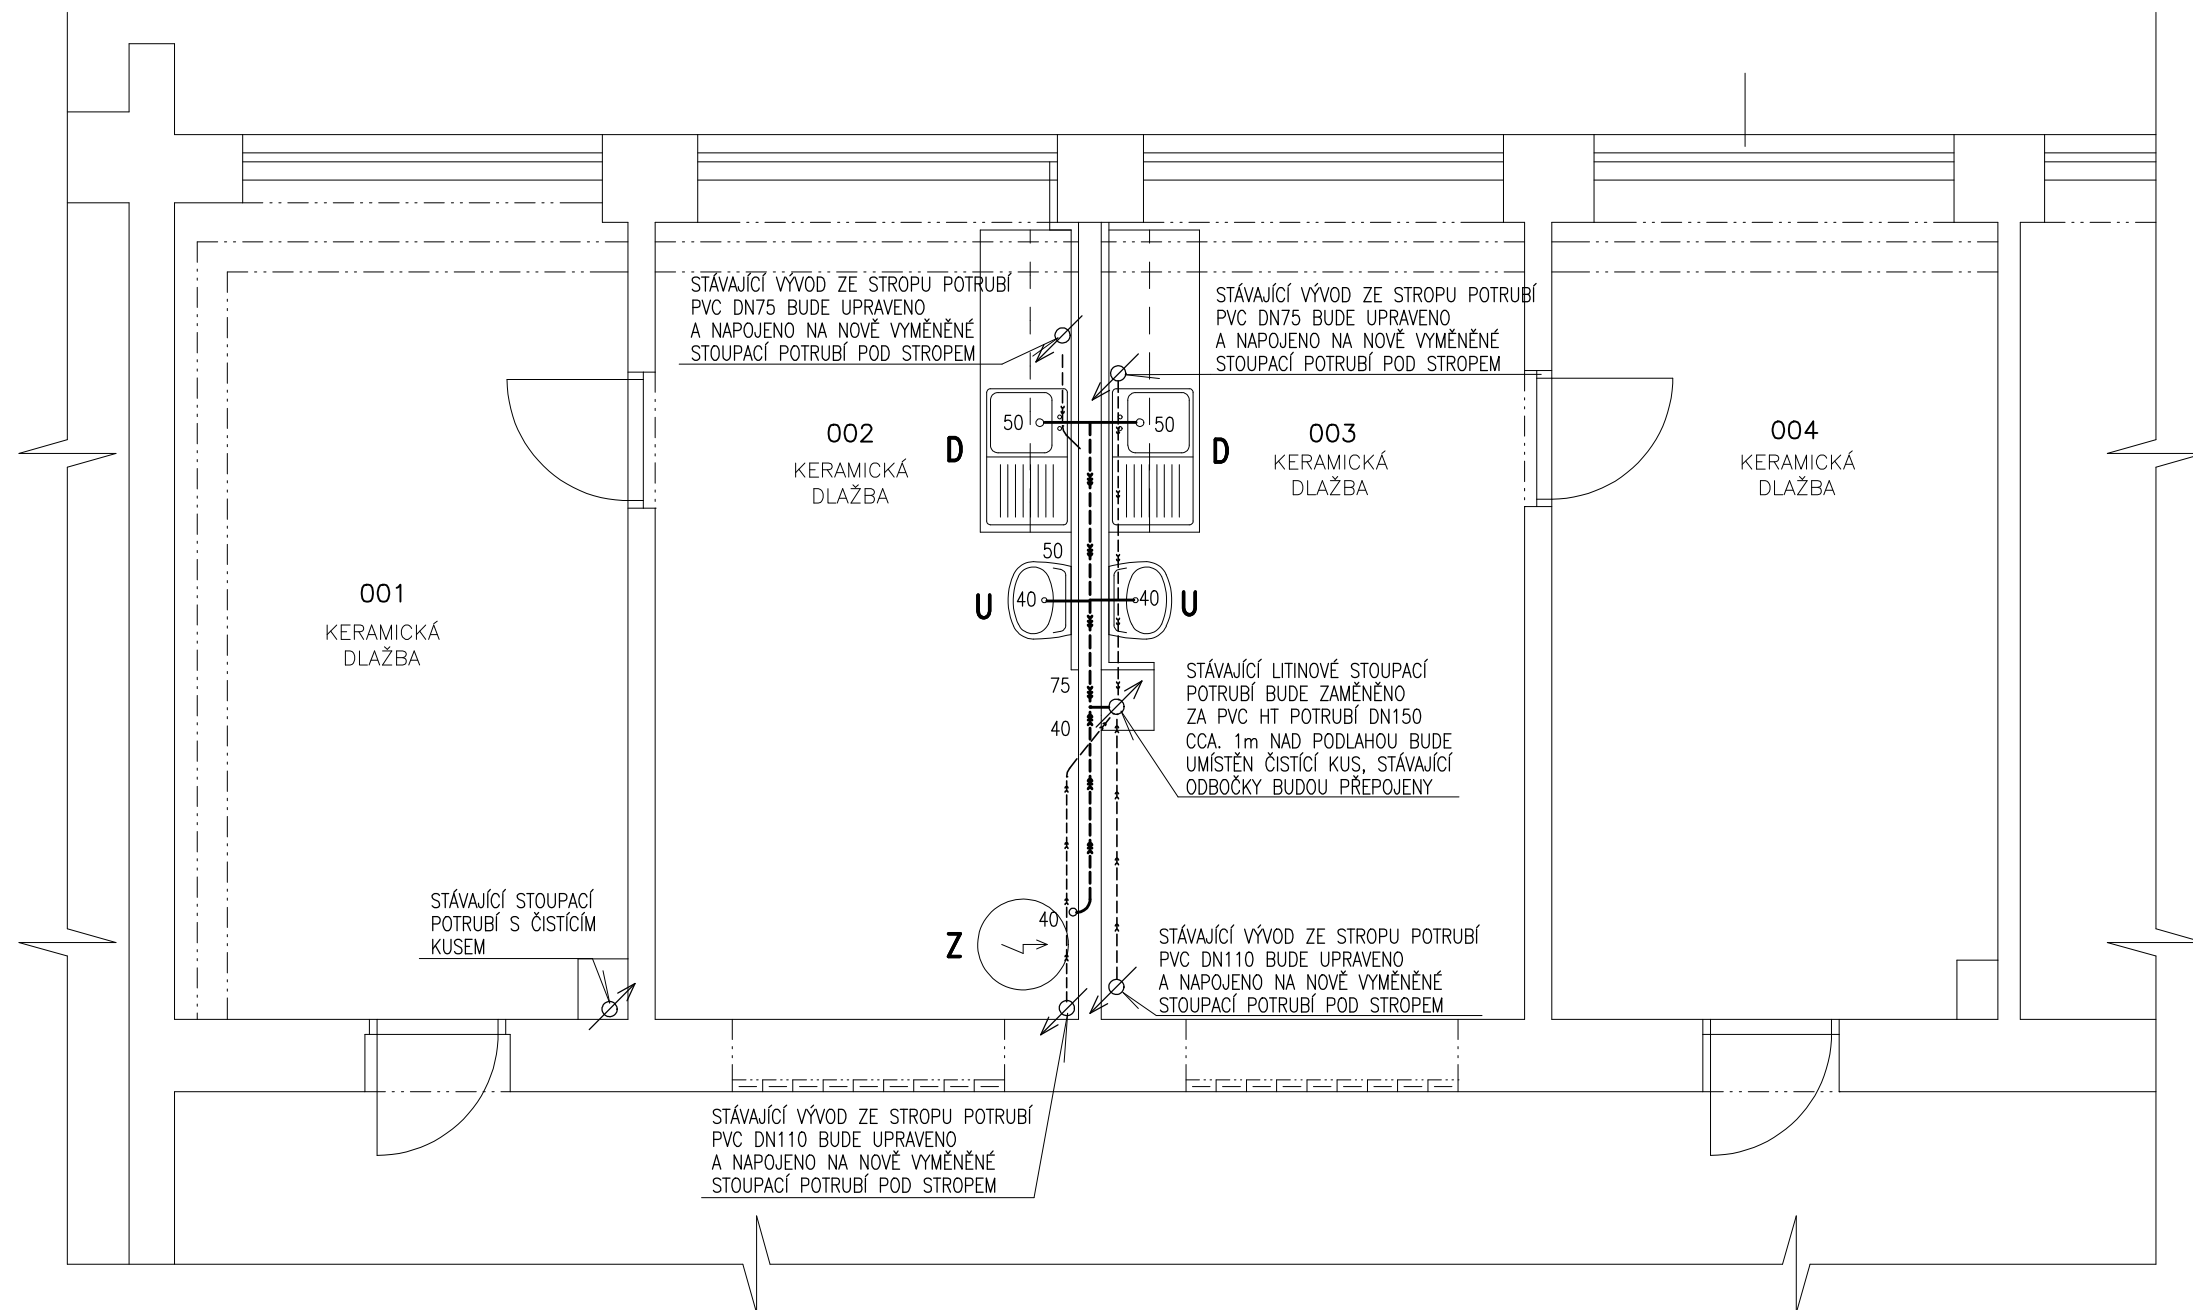 STÁVAJÍCÍ VÝVOD ZE STROPU POTRUBÍ
PVC DN75 BUDE UPRAVENO
A NAPOJENO NA NOVĚ VYMĚNĚNÉ
STOUPACÍ POTRUBÍ POD STROPEM
STÁVAJÍCÍ VÝVOD ZE STROPU POTRUBÍ
PVC DN75 BUDE UPRAVENO
A NAPOJENO NA NOVĚ VYMĚNĚNÉ
STOUPACÍ POTRUBÍ POD STROPEM
001
KERAMICKÁ
DLAŽBA
002
KERAMICKÁ
DLAŽBA
D
50
50
D
003
KERAMICKÁ
DLAŽBA
004
KERAMICKÁ
DLAŽBA
50
U
40
40
U
75
40
STÁVAJÍCÍ LITINOVÉ STOUPACÍ
POTRUBÍ BUDE ZAMĚNĚNO
ZA PVC HT POTRUBÍ DN150
CCA. 1m NAD PODLAHOU BUDE
UMÍSTĚN ČISTÍCÍ KUS, STÁVAJÍCÍ
ODBOČKY BUDOU PŘEPOJENY
STÁVAJÍCÍ STOUPACÍ
POTRUBÍ S ČISTÍCÍM
KUSEM
Z
40
STÁVAJÍCÍ VÝVOD ZE STROPU POTRUBÍ
PVC DN110 BUDE UPRAVENO
A NAPOJENO NA NOVĚ VYMĚNĚNÉ
STOUPACÍ POTRUBÍ POD STROPEM
STÁVAJÍCÍ VÝVOD ZE STROPU POTRUBÍ
PVC DN110 BUDE UPRAVENO
A NAPOJENO NA NOVĚ VYMĚNĚNÉ
STOUPACÍ POTRUBÍ POD STROPEM